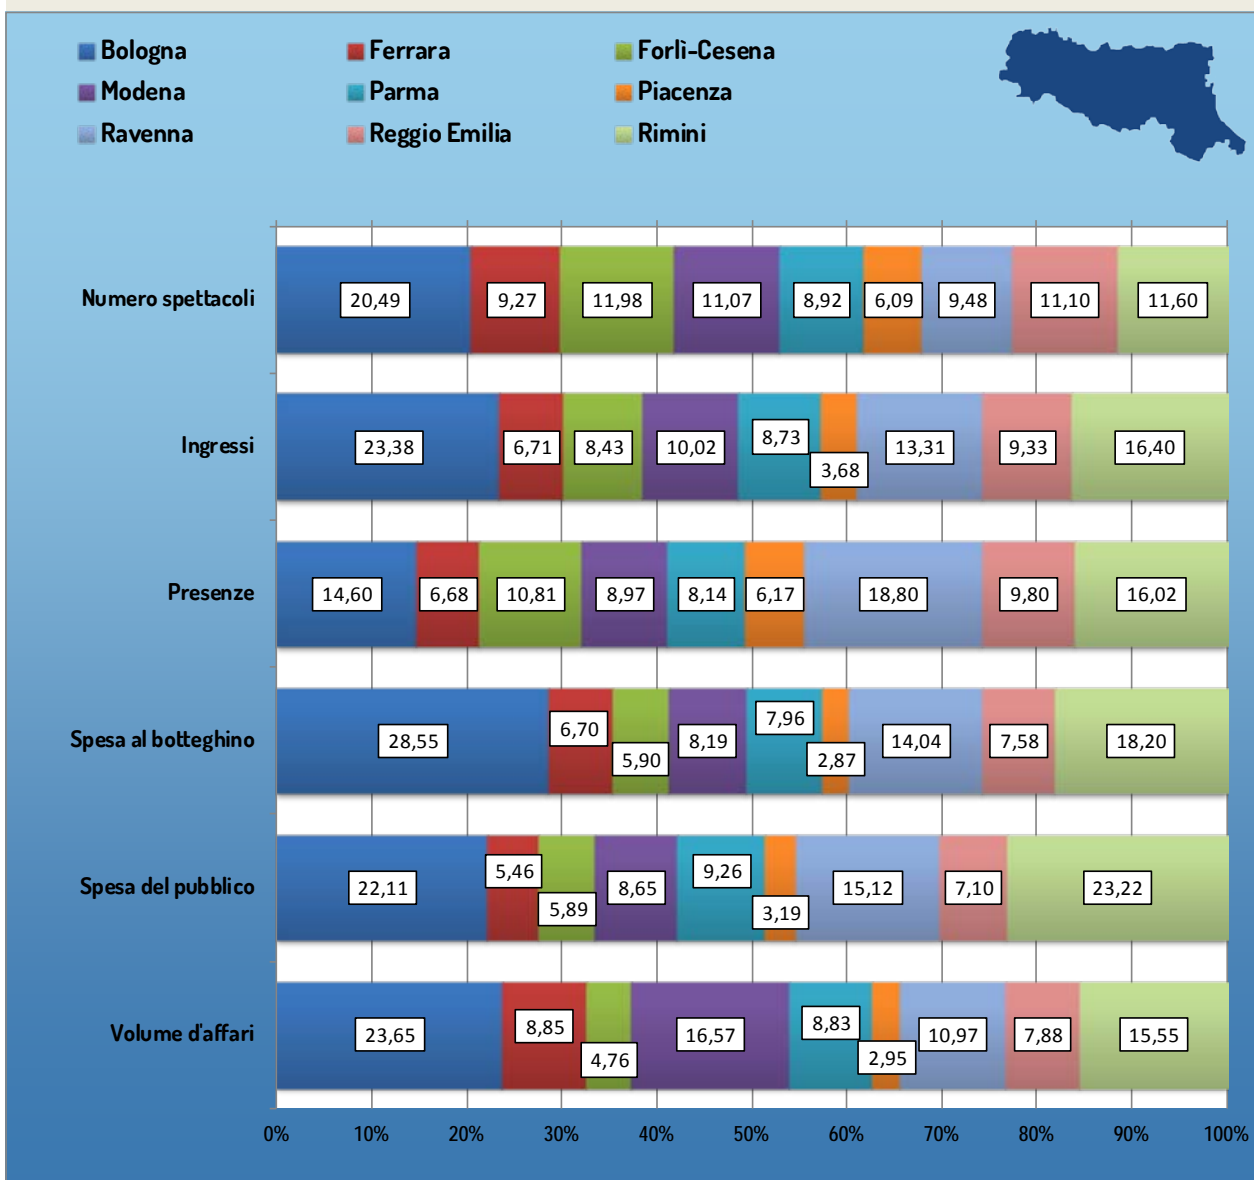 Bologna Ferrara Forlì-Cesena
Modena Parma Piacenza
Ravenna Reggio Emilia Rimini
Numero spettacoli 20,49 9,27 11,98 11,07 8,92 6,09 9,48 11,10 11,60
Ingressi 23,38 6,71 8,43 10,02 8,73 3,68 13,31 9,33 16,40
Presenze 14,60 6,68 10,81 8,97 8,14 6,17 18,80 9,80 16,02
Spesa al botteghino 28,55 6,70 5,90 8,19 7,96 2,87 14,04 7,58 18,20
Spesa del pubblico 22,11 5,46 5,89 8,65 9,26 3,19 15,12 7,10 23,22
Volume d'affari 23,65 8,85 4,76 16,57 8,83 2,95 10,97 7,88 15,55
0% 10% 20% 30% 40% 50% 60% 70% 80% 90% 100%